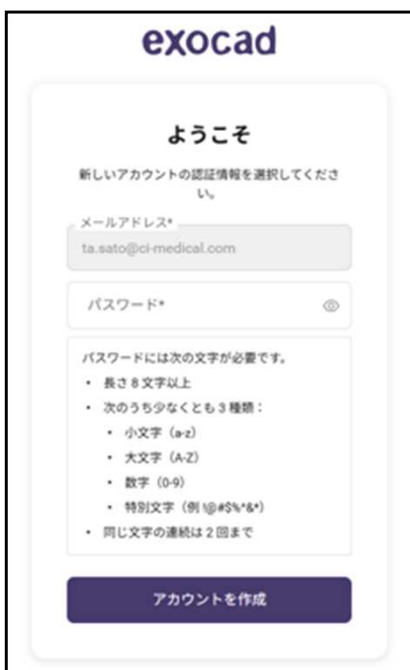 exocad
ようこそ
新しいアカウントの認証情報を選択してくださ
い。
メールアドレス*
ta.sato@ci-medical.com
パスワード*
パスワードには次の文字が必要です。
・ 長さ 8 文字以上
・ 次のうち少なくとも 3 種類：
・ 小文字（a-z）
・ 大文字（A-Z）
・ 数字（0-9）
・ 特別文字（例 !@#$%^&*）
・ 同じ文字の連続は 2 回まで
アカウントを作成